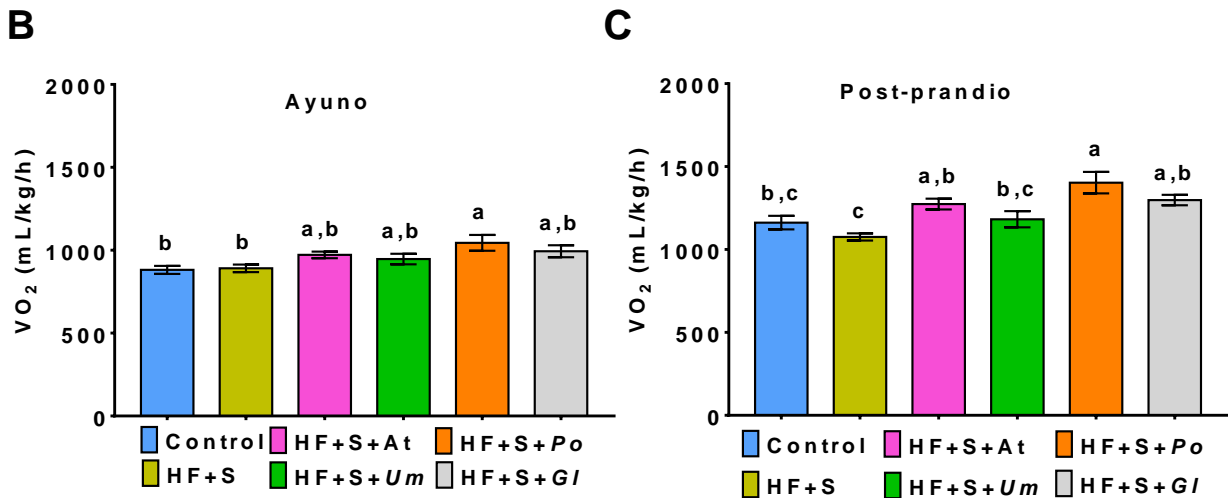 B
2000
Ayuno
1500
1000
500
0
VO2 (mL/kg/h)
b
b
a,b
a,b
a
a,b
Control
HF+S+At
HF+S+Po
HF+S
HF+S+Um
HF+S+Gl
C
2000
Post-prandio
1500
1000
500
0
VO2 (mL/kg/h)
b,c
c
a,b
b,c
a
a,b
Control
HF+S+At
HF+S+Po
HF+S
HF+S+Um
HF+S+Gl